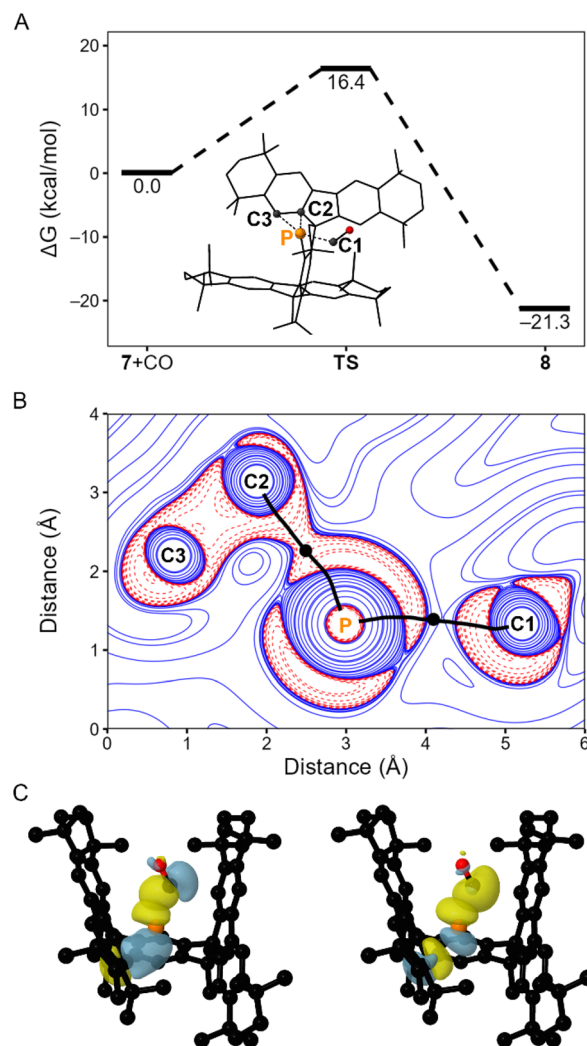 A
20
10
0
−10
−20
ΔG (kcal/mol)
0.0
16.4
−21.3
C3
C2
P
C1
7+CO
TS
8
B
4
3
2
1
0
Distance (Å)
C2
C3
P
C1
0
1
2
3
4
5
6
Distance (Å)
C